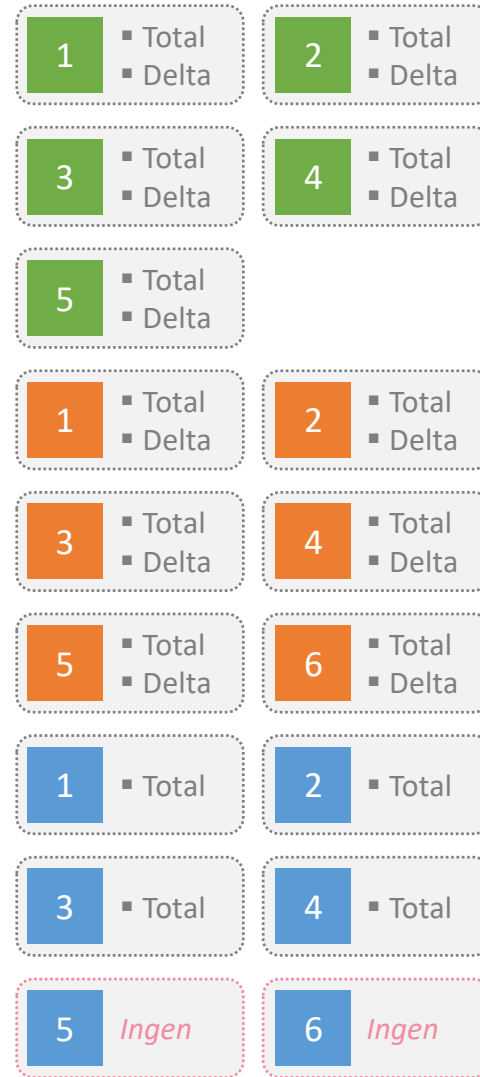 1 ▪ Total ▪ Delta
2 ▪ Total ▪ Delta
3 ▪ Total ▪ Delta
4 ▪ Total ▪ Delta
5 ▪ Total ▪ Delta
1 ▪ Total ▪ Delta
2 ▪ Total ▪ Delta
3 ▪ Total ▪ Delta
4 ▪ Total ▪ Delta
5 ▪ Total ▪ Delta
6 ▪ Total ▪ Delta
1 ▪ Total
2 ▪ Total
3 ▪ Total
4 ▪ Total
5 Ingen
6 Ingen